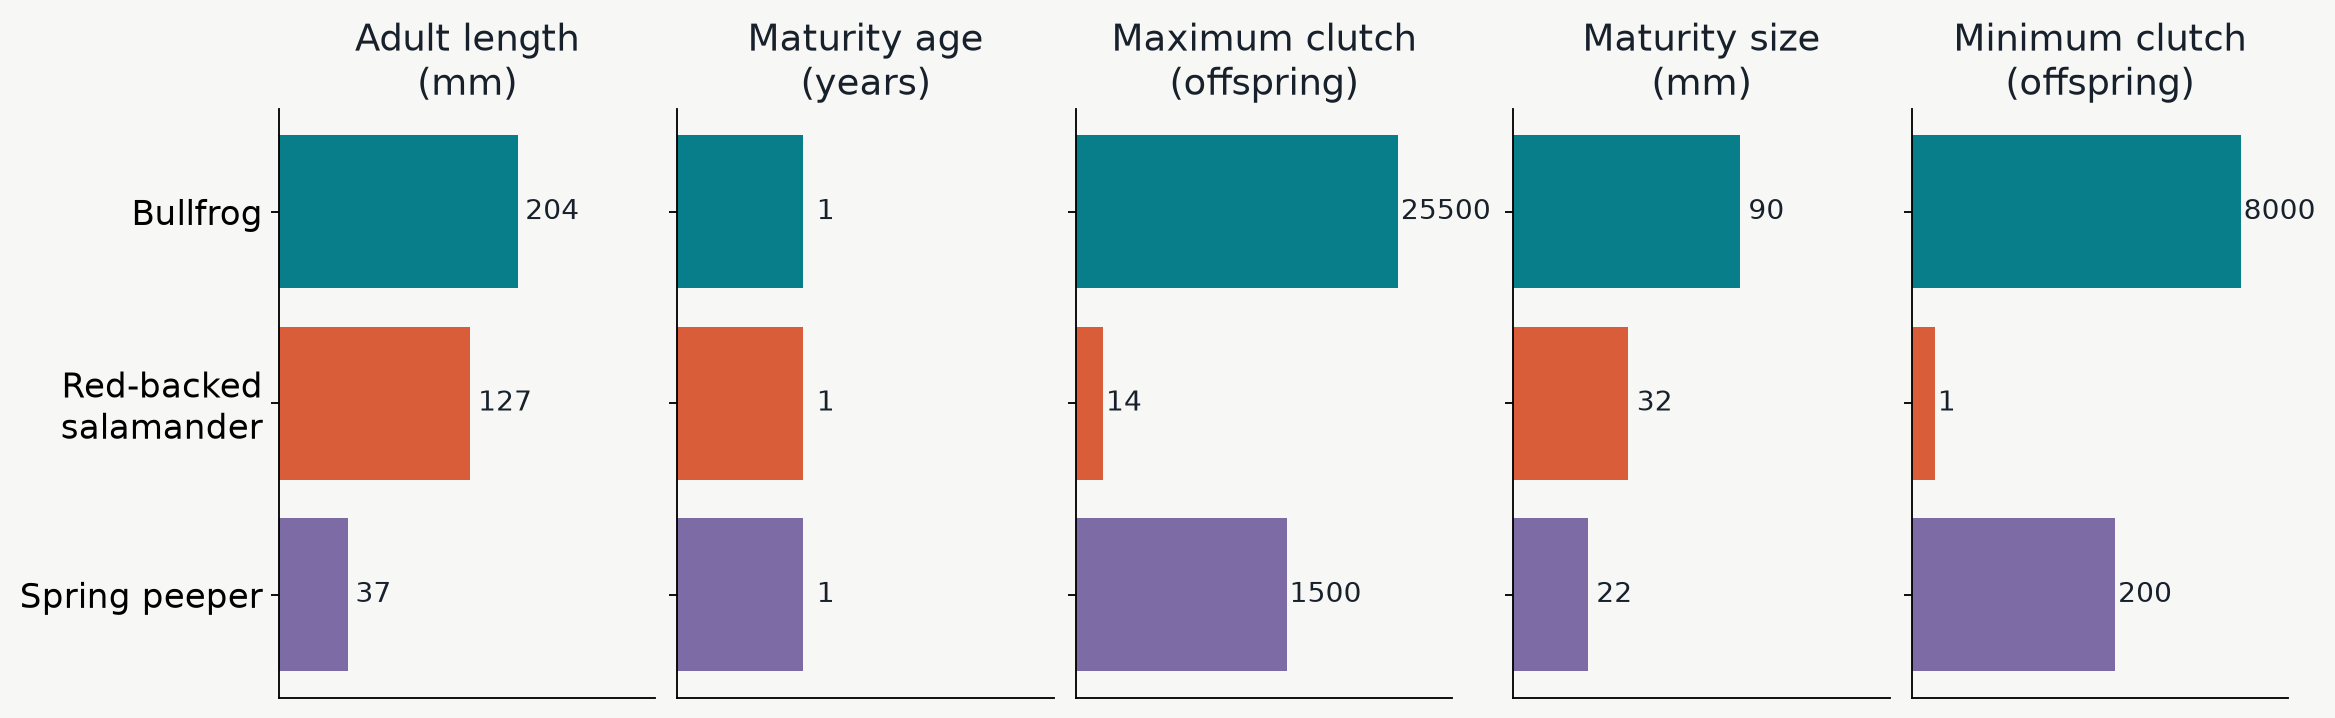 Adult length
(mm)
Maturity age
(years)
Maximum clutch
(offspring)
Maturity size
(mm)
Minimum clutch
(offspring)
Bullfrog
204
1
25500
90
8000
Red-backed
salamander
127
1
14
32
1
Spring peeper
37
1
1500
22
200